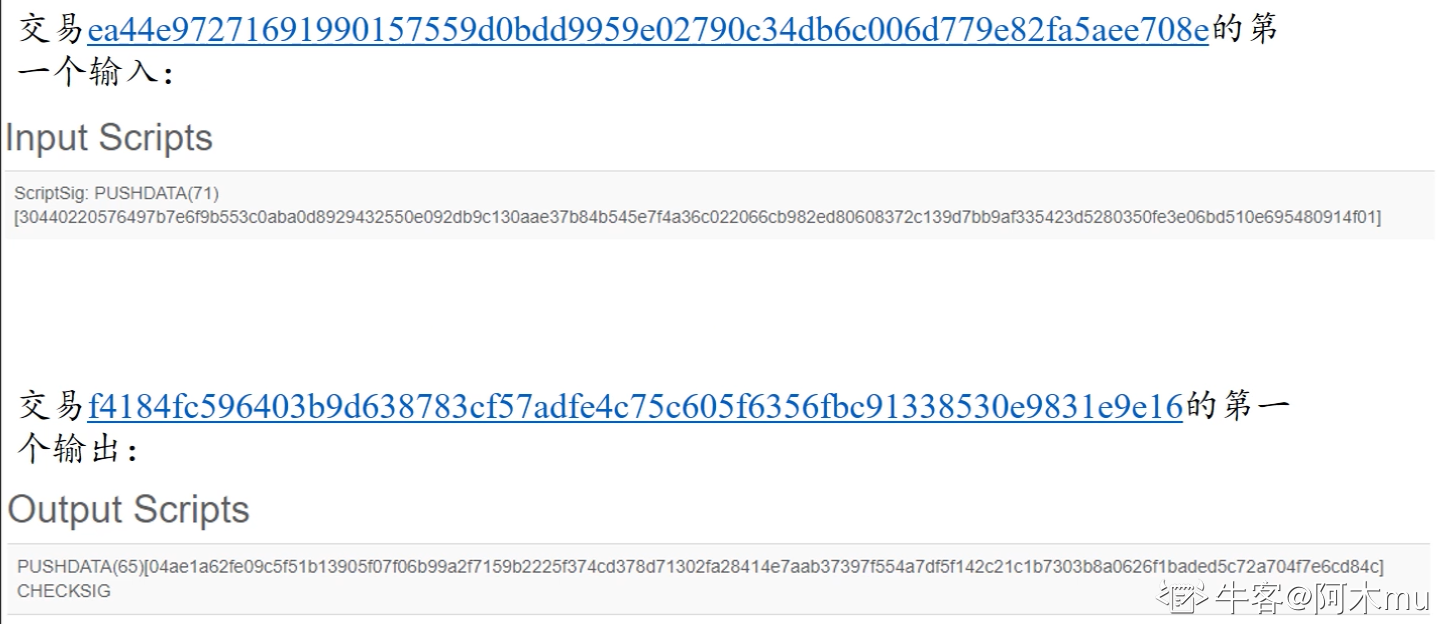 交易ea44e97271691990157559d0bdd9959e02790c34db6c006d779e82fa5aee708e的第
一个输入：
Input Scripts
ScriptSig: PUSHDATA(71)
[30440220576497b7e6f9b553c0aba0d8929432550e092db9c130aae37b84b545e7f4a36c022066cb982ed80608372c139d7bb9af335423d5280350fe3e06bd510e695480914f01]
交易f4184fc596403b9d638783cf57adfe4c75c605f6356fbc91338530e9831e9e16的第一
个输出：
Output Scripts
PUSHDATA(65)[04ae1a62fe09c5f51b13905f07f06b99a2f7159b2225f374cd378d71302fa28414e7aab37397f554a7df5f142c21c1b7303b8a0626f1baded5c72a704f7e6cd84c]
CHECKSIG
牛客@阿木mu